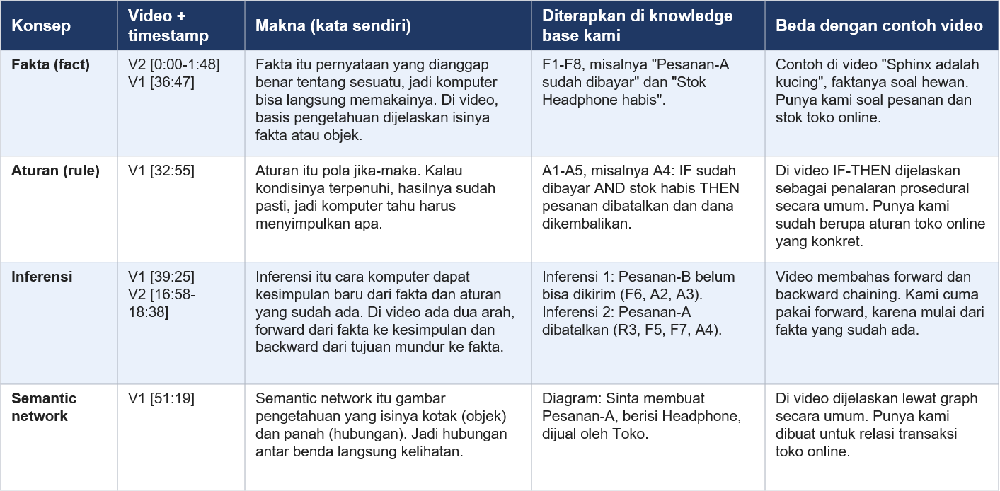 Konsep
Video +
timestamp
Makna (kata sendiri)
Diterapkan di knowledge
base kami
Beda dengan contoh video
Fakta (fact)
V2 [0:00-1:48]
V1 [36:47]
Fakta itu pernyataan yang dianggap
benar tentang sesuatu, jadi komputer
bisa langsung memakainya. Di video,
basis pengetahuan dijelaskan isinya
fakta atau objek.
F1-F8, misalnya "Pesanan-A
sudah dibayar" dan "Stok
Headphone habis".
Contoh di video "Sphinx adalah
kucing", faktanya soal hewan.
Punya kami soal pesanan dan
stok toko online.
Aturan (rule)
V1 [32:55]
Aturan itu pola jika-maka. Kalau
kondisinya terpenuhi, hasilnya sudah
pasti, jadi komputer tahu harus
menyimpulkan apa.
A1-A5, misalnya A4: IF sudah
dibayar AND stok habis THEN
pesanan dibatalkan dan dana
dikembalikan.
Di video IF-THEN dijelaskan
sebagai penalaran prosedural
secara umum. Punya kami
sudah berupa aturan toko online
yang konkret.
Inferensi
V1 [39:25]
V2 [16:58-
18:38]
Inferensi itu cara komputer dapat
kesimpulan baru dari fakta dan aturan
yang sudah ada. Di video ada dua arah,
forward dari fakta ke kesimpulan dan
backward dari tujuan mundur ke fakta.
Inferensi 1: Pesanan-B belum
bisa dikirim (F6, A2, A3).
Inferensi 2: Pesanan-A
dibatalkan (R3, F5, F7, A4).
Video membahas forward dan
backward chaining. Kami cuma
pakai forward, karena mulai dari
fakta yang sudah ada.
Semantic
network
V1 [51:19]
Semantic network itu gambar
pengetahuan yang isinya kotak (objek)
dan panah (hubungan). Jadi hubungan
antar benda langsung kelihatan.
Diagram: Sinta membuat
Pesanan-A, berisi Headphone,
dijual oleh Toko.
Di video dijelaskan lewat graph
secara umum. Punya kami
dibuat untuk relasi transaksi
toko online.